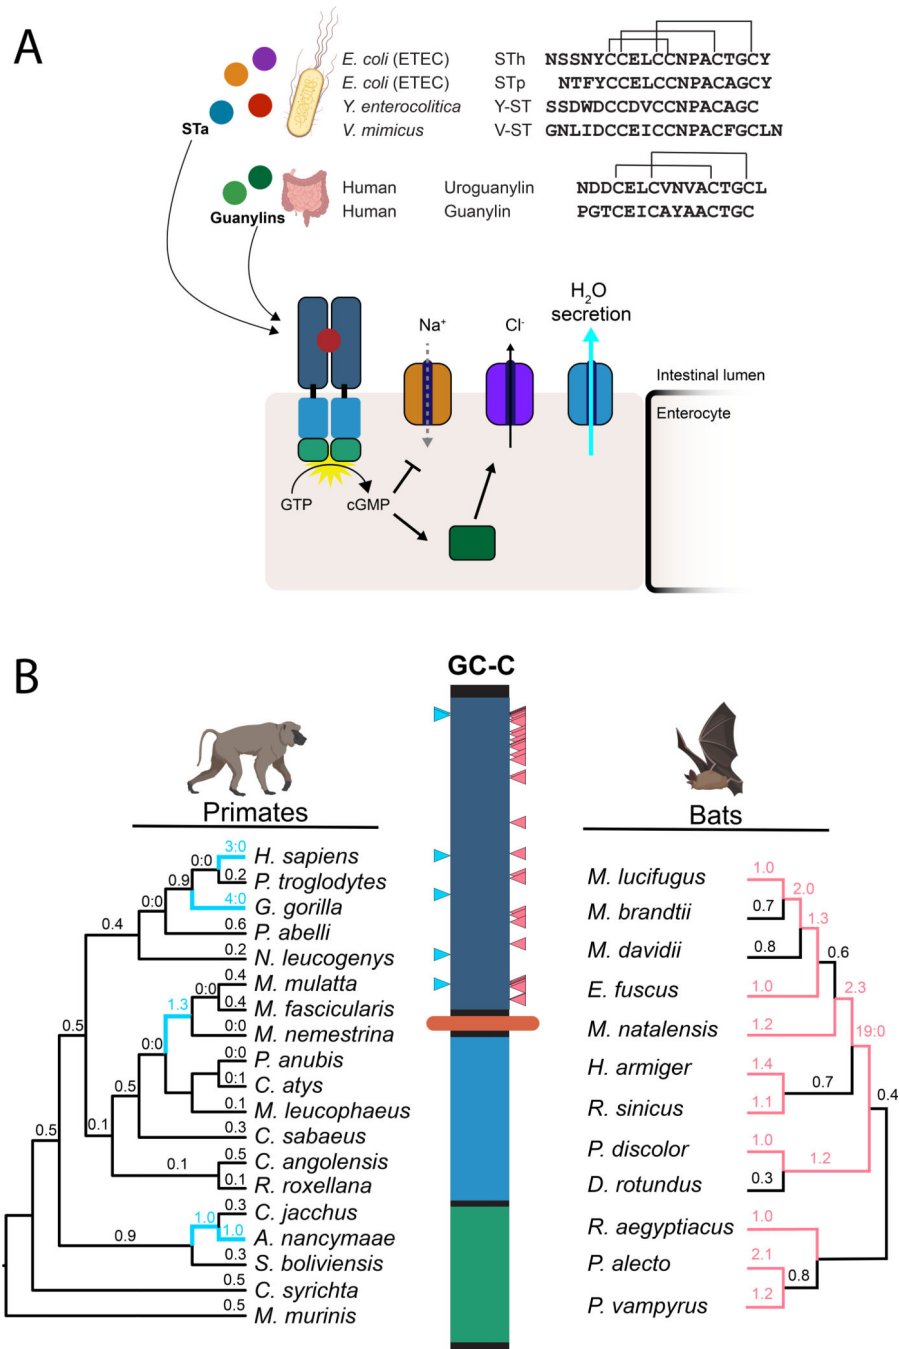 A
E. coli (ETEC) STh NSSNYCCELCCNPACTGCY
E. coli (ETEC) STp NTFYCCELCCNPACAGCY
Y. enterocolitica Y-ST SSDWDCCDVCCNPACAGC
V. mimicus V-ST GNLIDCCEICCNPACFGCLN
STa
Human Uroguanylin NDDCELCVNVACTGCL
Human Guanylin PGTCEICAYAACTGC
Guanylins
H2O
secretion
Na+
Cl-
Intestinal lumen
Enterocyte
GTP
cGMP
B
GC-C
Primates
Bats
3:0
0:0
H. sapiens
0.2
P. troglodytes
0.9
4:0
G. gorilla
0:0
0.6
P. abelli
0.4
0.2
N. leucogenys
0.4
M. mulatta
0:0
0.4
M. fascicularis
1.3
0:0
M. nemestrina
0.5
0:0
0:0
P. anubis
0:1
C. atys
0.5
0.1
M. leucophaeus
0.3
C. sabaeus
0.5
0.1
0.5
C. angolensis
0.1
0.1
R. roxellana
0.3
C. jacchus
1.0
1.0
A. nancymaae
0.9
0.3
S. boliviensis
0.5
C. syrichta
0.5
M. murinis
M. lucifugus
1.0
2.0
M. brandtii
0.7
1.3
M. davidii
0.8
0.6
E. fuscus
1.0
2.3
M. natalensis
1.2
19:0
H. armiger
1.4
0.7
R. sinicus
1.1
0.4
P. discolor
1.0
1.2
D. rotundus
0.3
R. aegyptiacus
1.0
P. alecto
2.1
0.8
P. vampyrus
1.2